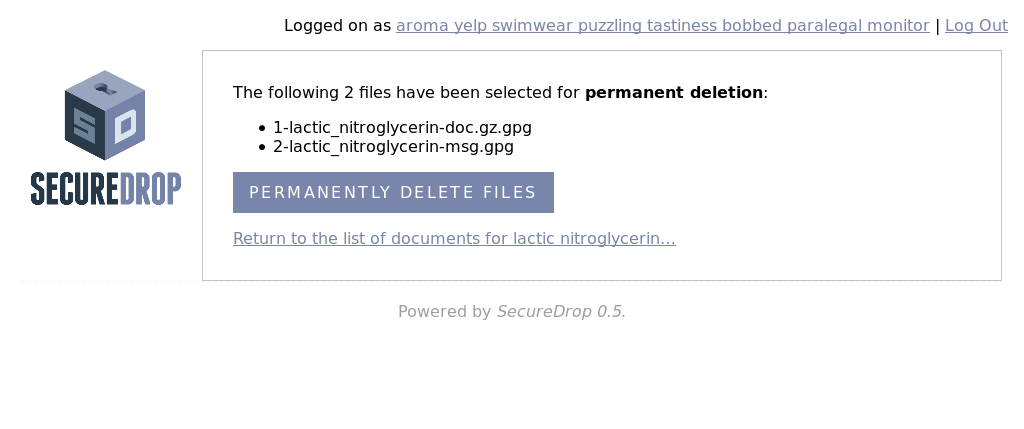 Logged on as aroma yelp swimwear puzzling tastiness bobbed paralegal monitor | Log Out
SD
SECUREDROP
The following 2 files have been selected for permanent deletion:
• 1-lactic_nitroglycerin-doc.gz.gpg
• 2-lactic_nitroglycerin-msg.gpg
PERMANENTLY DELETE FILES
Return to the list of documents for lactic nitroglycerin...
Powered by SecureDrop 0.5.